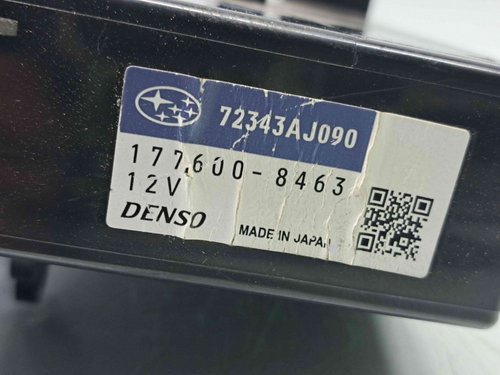 72343AJ090
177600-8463
12V
DENSO
MADE IN JAPAN